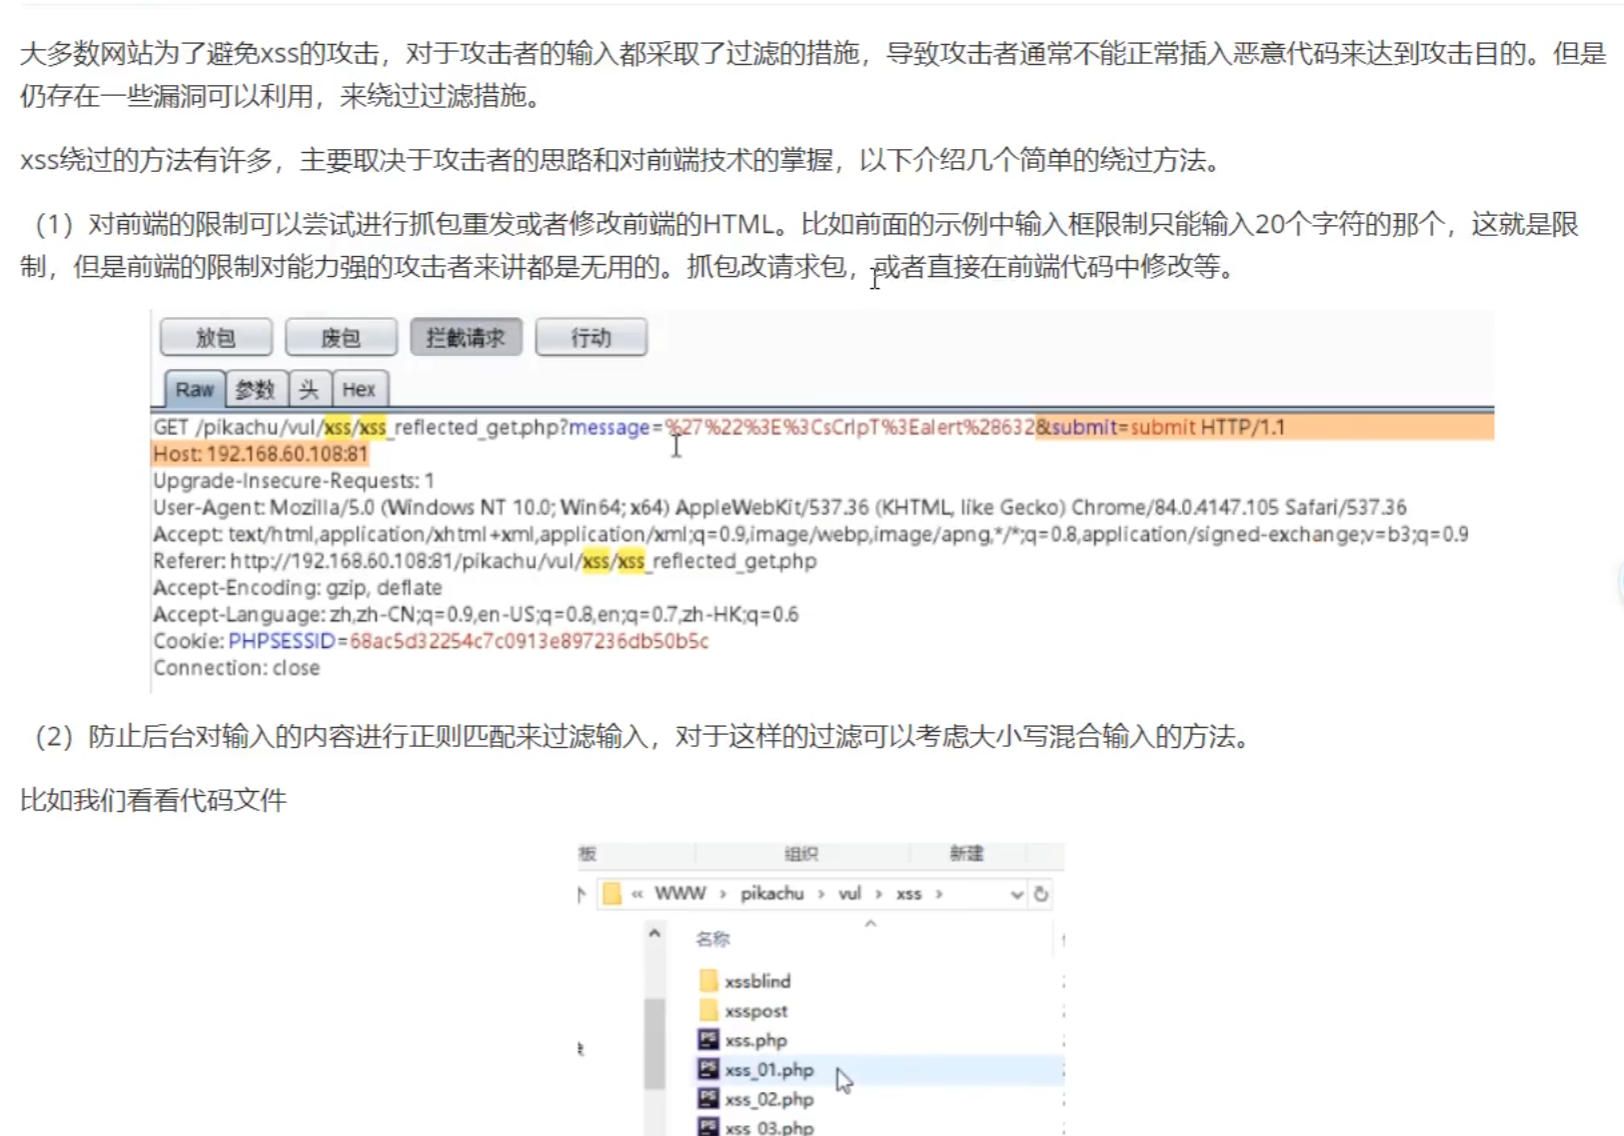 大多数网站为了避免xss的攻击，对于攻击者的输入都采取了过滤的措施，导致攻击者通常不能正常插入恶意代码来达到攻击目的。但是
仍存在一些漏洞可以利用，来绕过过滤措施。
xss绕过的方法有许多，主要取决于攻击者的思路和对前端技术的掌握，以下介绍几个简单的绕过方法。
（1）对前端的限制可以尝试进行抓包重发或者修改前端的HTML。比如前面的示例中输入框限制只能输入20个字符的那个，这就是限
制，但是前端的限制对能力强的攻击者来讲都是无用的。抓包改请求包，或者直接在前端代码中修改等。
放包 废包 拦截请求 行动
Raw 参数 头 Hex
GET /pikachu/vul/xss/xss_reflected_get.php?message=%27%22%3E%3CsCrIpT%3Ealert%28632&submit=submit HTTP/1.1
Host: 192.168.60.108:81
Upgrade-Insecure-Requests: 1
User-Agent: Mozilla/5.0 (Windows NT 10.0; Win64; x64) AppleWebKit/537.36 (KHTML, like Gecko) Chrome/84.0.4147.105 Safari/537.36
Accept: text/html,application/xhtml+xml,application/xml;q=0.9,image/webp,image/apng,*/*;q=0.8,application/signed-exchange;v=b3;q=0.9
Referer: http://192.168.60.108:81/pikachu/vul/xss/xss_reflected_get.php
Accept-Encoding: gzip, deflate
Accept-Language: zh,zh-CN;q=0.9,en-US;q=0.8,en;q=0.7,zh-HK;q=0.6
Cookie: PHPSESSID=68ac5d32254c7c0913e897236db50b5c
Connection: close
（2）防止后台对输入的内容进行正则匹配来过滤输入，对于这样的过滤可以考虑大小写混合输入的方法。
比如我们看看代码文件
板 组织 新建
« WWW › pikachu › vul › xss ›
名称
xssblind
xsspost
xss.php
xss_01.php
xss_02.php
xss_03.php